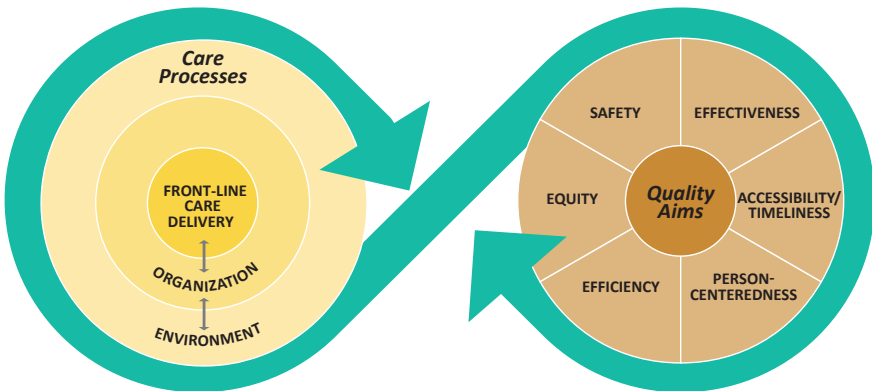 Care
Processes
FRONT-LINE
CARE
DELIVERY
ORGANIZATION
ENVIRONMENT
SAFETY
EFFECTIVENESS
EQUITY
Quality
Aims
ACCESSIBILITY/
TIMELINESS
EFFICIENCY
PERSON-
CENTEREDNESS